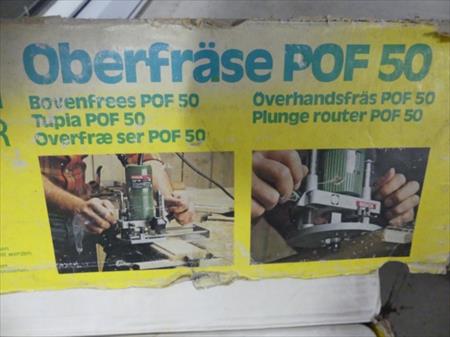 Oberfräse POF 50
Bovenfrees POF 50
Tupia POF 50
Overfræ ser POF 50
Överhandsfräs POF 50
Plunge router POF 50